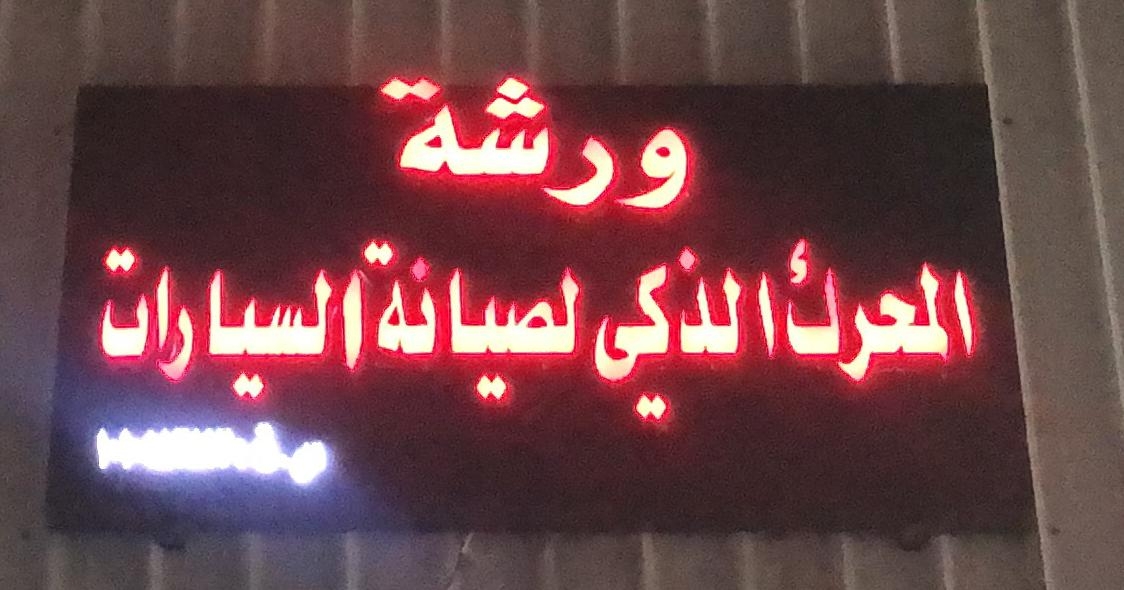 ورشة
المحرك الذكي لصيانة السيارات